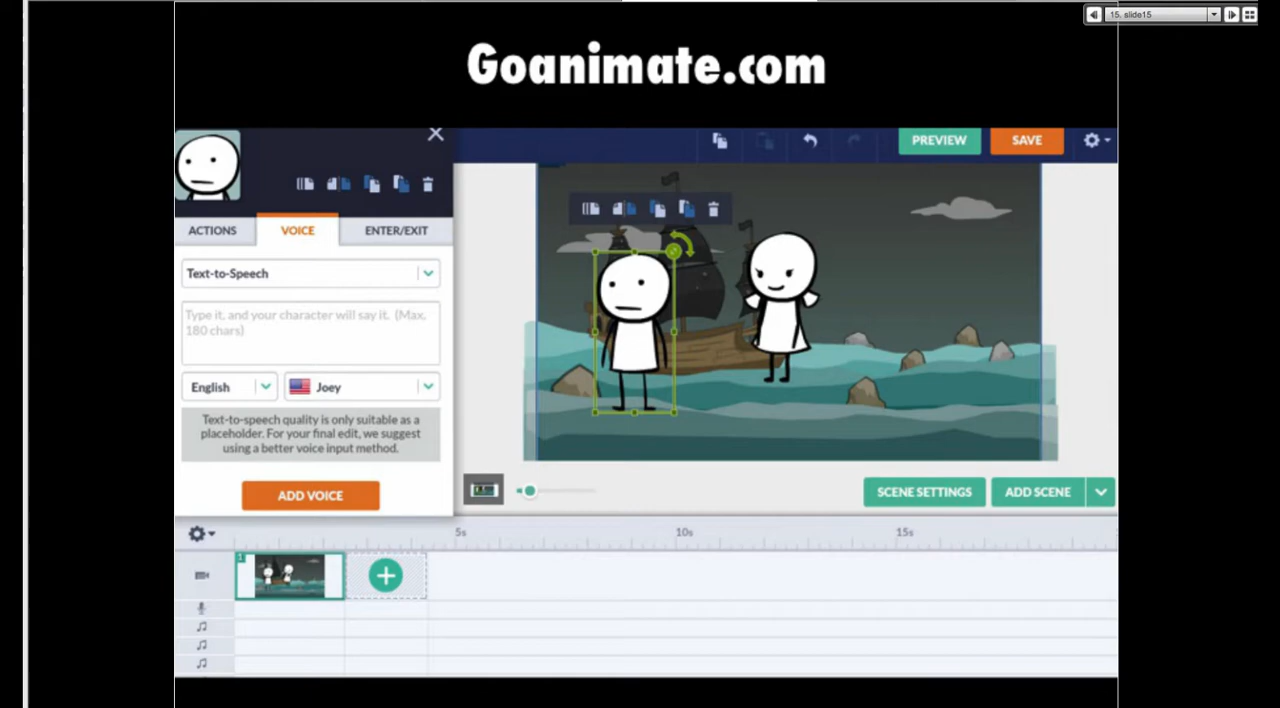 15. slide15
Goanimate.com
PREVIEW
SAVE
ACTIONS
VOICE
ENTER/EXIT
Text-to-Speech
Type it, and your character will say it. (Max.
180 chars)
English
Joey
Text-to-speech quality is only suitable as a
placeholder. For your final edit, we suggest
using a better voice input method.
ADD VOICE
SCENE SETTINGS
ADD SCENE
5s
10s
15s
1